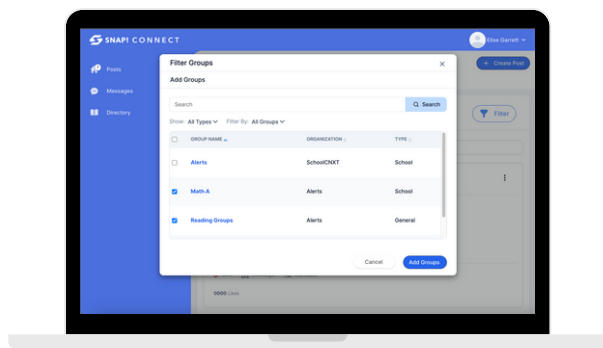 SNAP! CONNECT
Elise Garrett
Posts
Messages
Directory
+ Create Post
Filter
Filter Groups
Add Groups
Search
Search
Show: All Types Filter By: All Groups
GROUP NAME ORGANIZATION TYPE
Alerts SchoolCNXT School
Math-A Alerts School
Reading Groups Alerts General
Cancel Add Groups
Likes